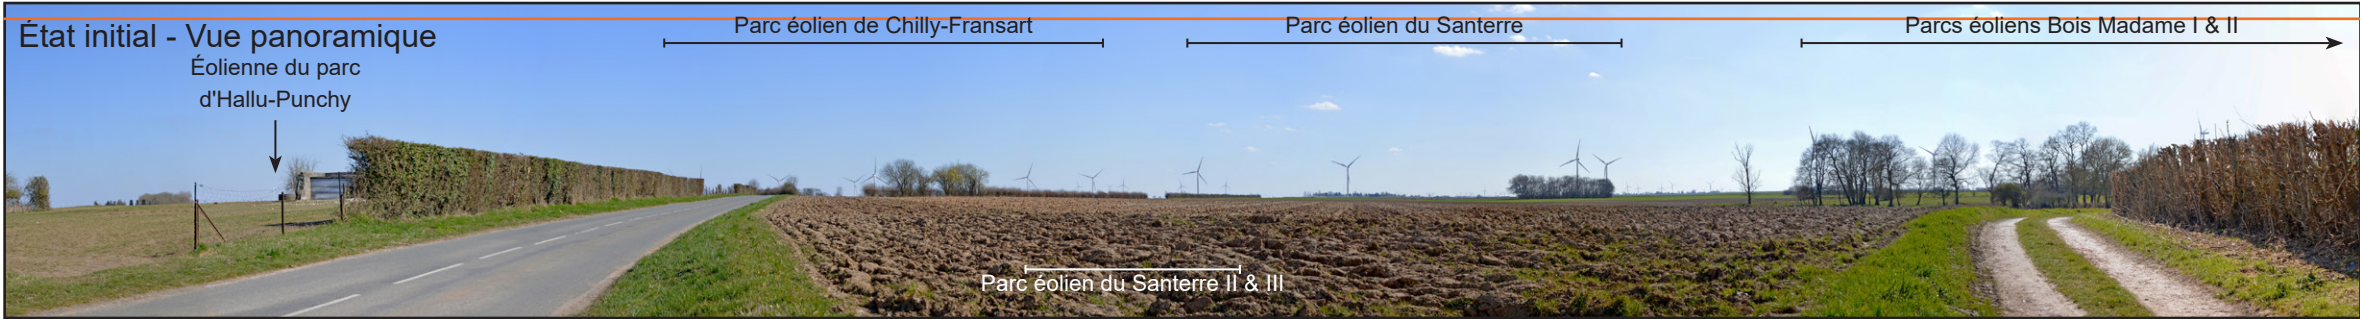 État initial - Vue panoramique
Éolienne du parc
d'Hallu-Punchy
Parc éolien de Chilly-Fransart
Parc éolien du Santerre
Parcs éoliens Bois Madame I & II
Parc éolien du Santerre II & III